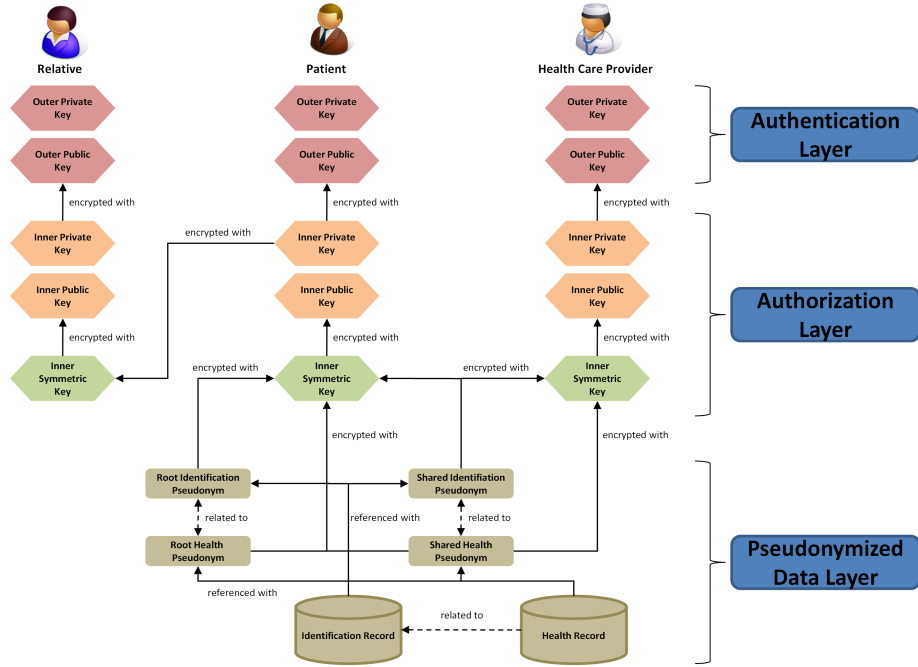 Relative
Patient
Health Care Provider
Outer Private
Key
Outer Private
Key
Outer Private
Key
Authentication
Layer
Outer Public
Key
Outer Public
Key
Outer Public
Key
encrypted with
encrypted with
encrypted with
Inner Private
Key
encrypted with
Inner Private
Key
Inner Private
Key
Inner Public
Key
Inner Public
Key
Inner Public
Key
Authorization
Layer
encrypted with
encrypted with
encrypted with
Inner
Symmetric
Key
encrypted with
Inner
Symmetric
Key
encrypted with
Inner
Symmetric
Key
encrypted with
encrypted with
Root Identification
Pseudonym
Shared Identifiation
Pseudonym
related to
referenced with
related to
Root Health
Pseudonym
Shared Health
Pseudonym
Pseudonymized
Data Layer
referenced with
related to
Identification Record
Health Record